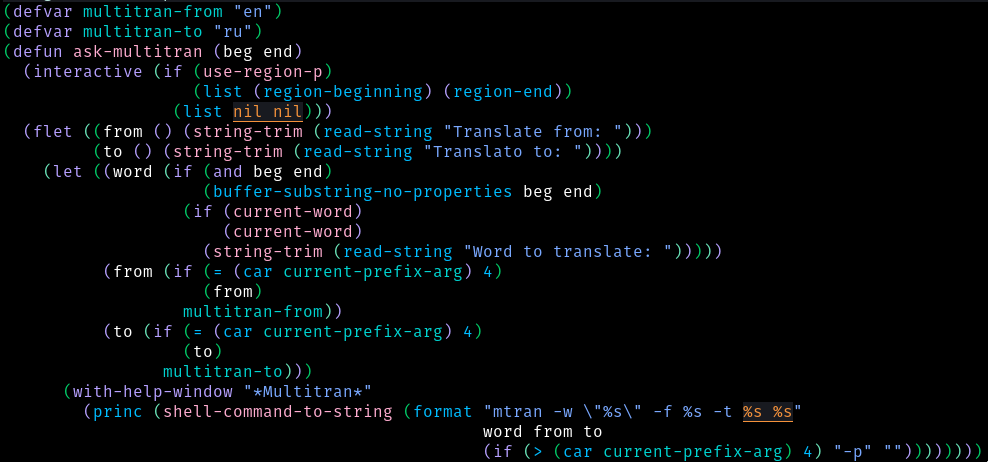 (defvar multitran-from "en")
(defvar multitran-to "ru")
(defun ask-multitran (beg end)
  (interactive (if (use-region-p)
                   (list (region-beginning) (region-end))
                 (list nil nil)))
  (flet ((from () (string-trim (read-string "Translate from: ")))
         (to () (string-trim (read-string "Translato to: "))))
    (let ((word (if (and beg end)
                    (buffer-substring-no-properties beg end)
                  (if (current-word)
                      (current-word)
                    (string-trim (read-string "Word to translate: ")))))
          (from (if (= (car current-prefix-arg) 4)
                    (from)
                  multitran-from))
          (to (if (= (car current-prefix-arg) 4)
                  (to)
                multitran-to)))
      (with-help-window "*Multitran*"
        (princ (shell-command-to-string (format "mtran -w \"%s\" -f %s -t %s %s"
                                                word from to
                                                (if (> (car current-prefix-arg) 4) "-p" ""))))))))